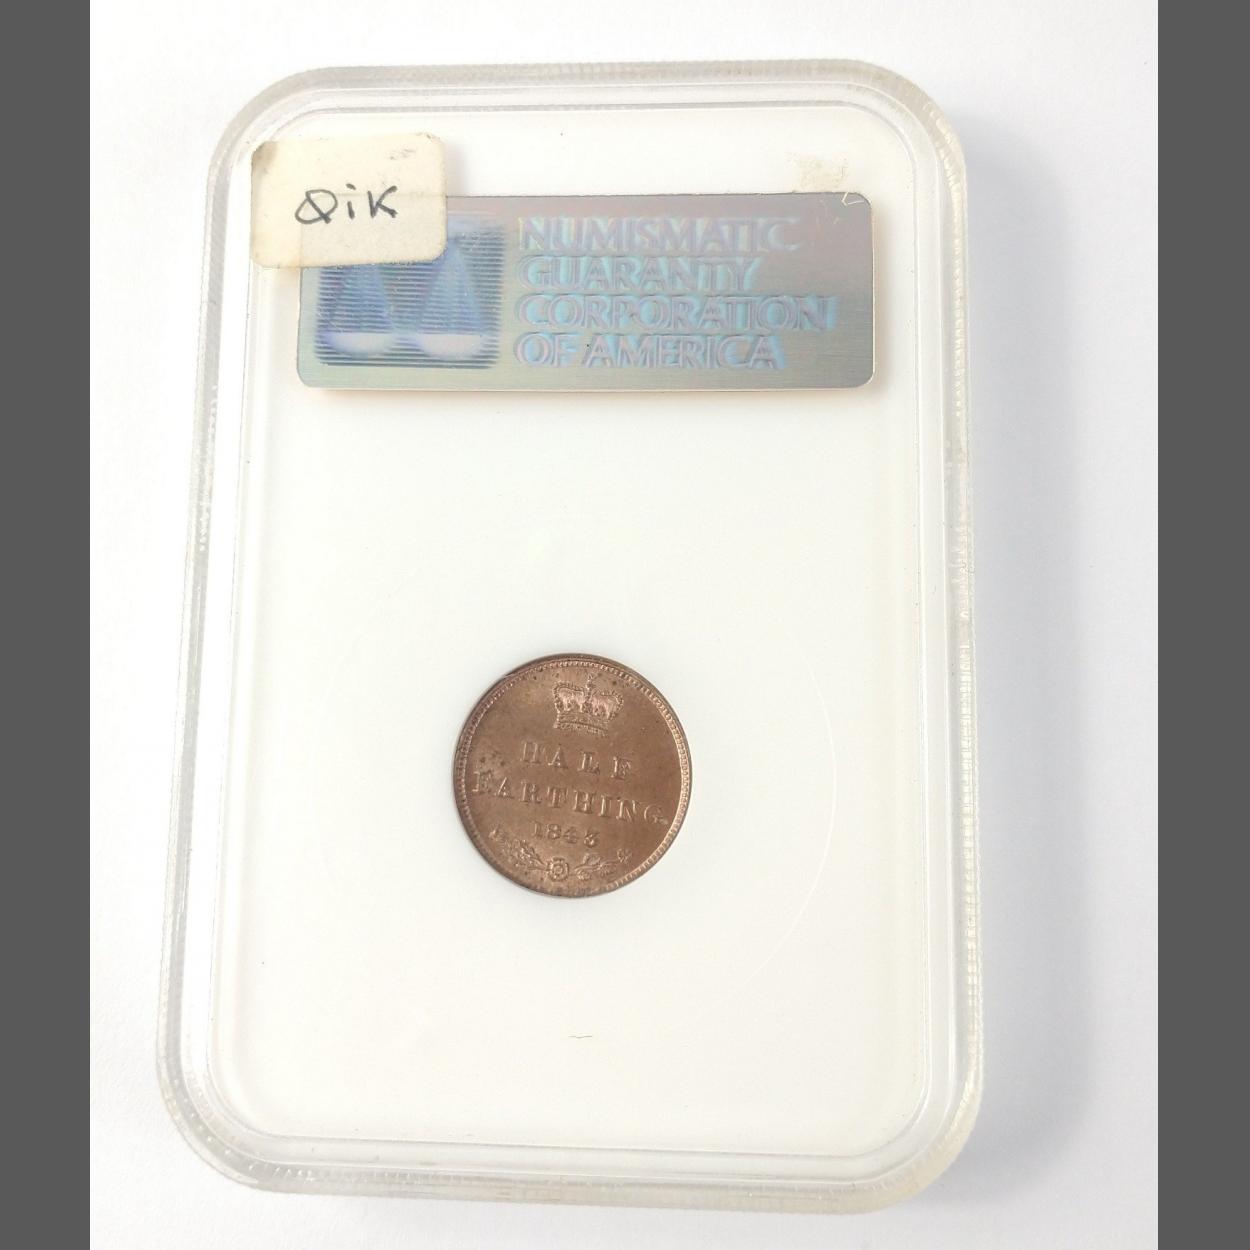 QiK
NUMISMATIC
GUARANTY
CORPORATION
OF AMERICA
HALF
FARTHING
1843